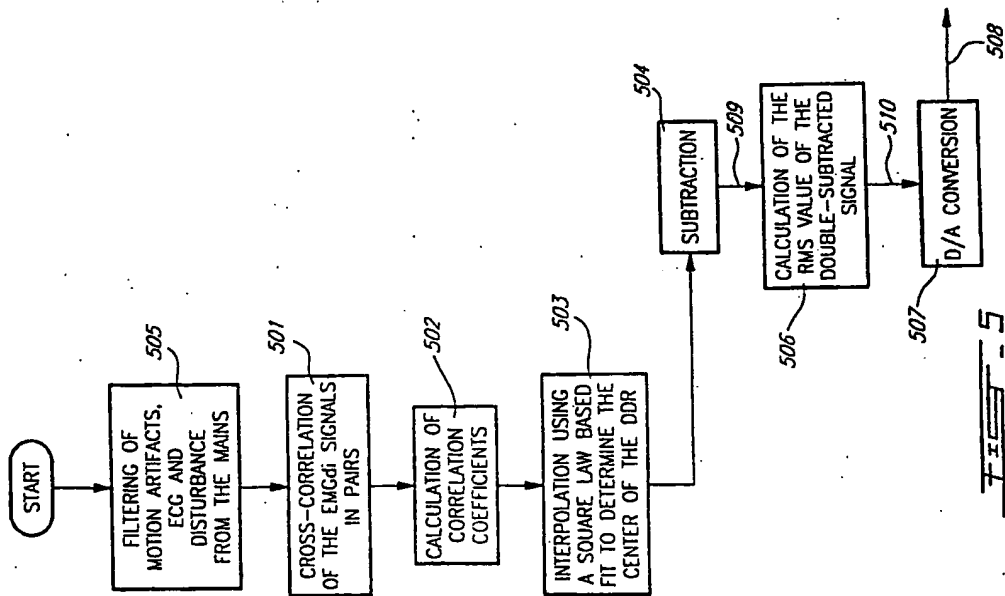 START
505
FILTERING OF
MOTION ARTIFACTS,
ECG AND
DISTURBANCE
FROM THE MAINS
501
CROSS-CORRELATION
OF THE EMGdi SIGNALS
IN PAIRS
502
CALCULATION OF
CORRELATION
COEFFICIENTS
503
INTERPOLATION USING
A SQUARE LAW BASED
FIT TO DETERMINE THE
CENTER OF THE DDR
504
SUBTRACTION
509
CALCULATION OF THE
RMS VALUE OF THE
DOUBLE-SUBTRACTED
SIGNAL
506
510
D/A CONVERSION
507
508
FIG - 5